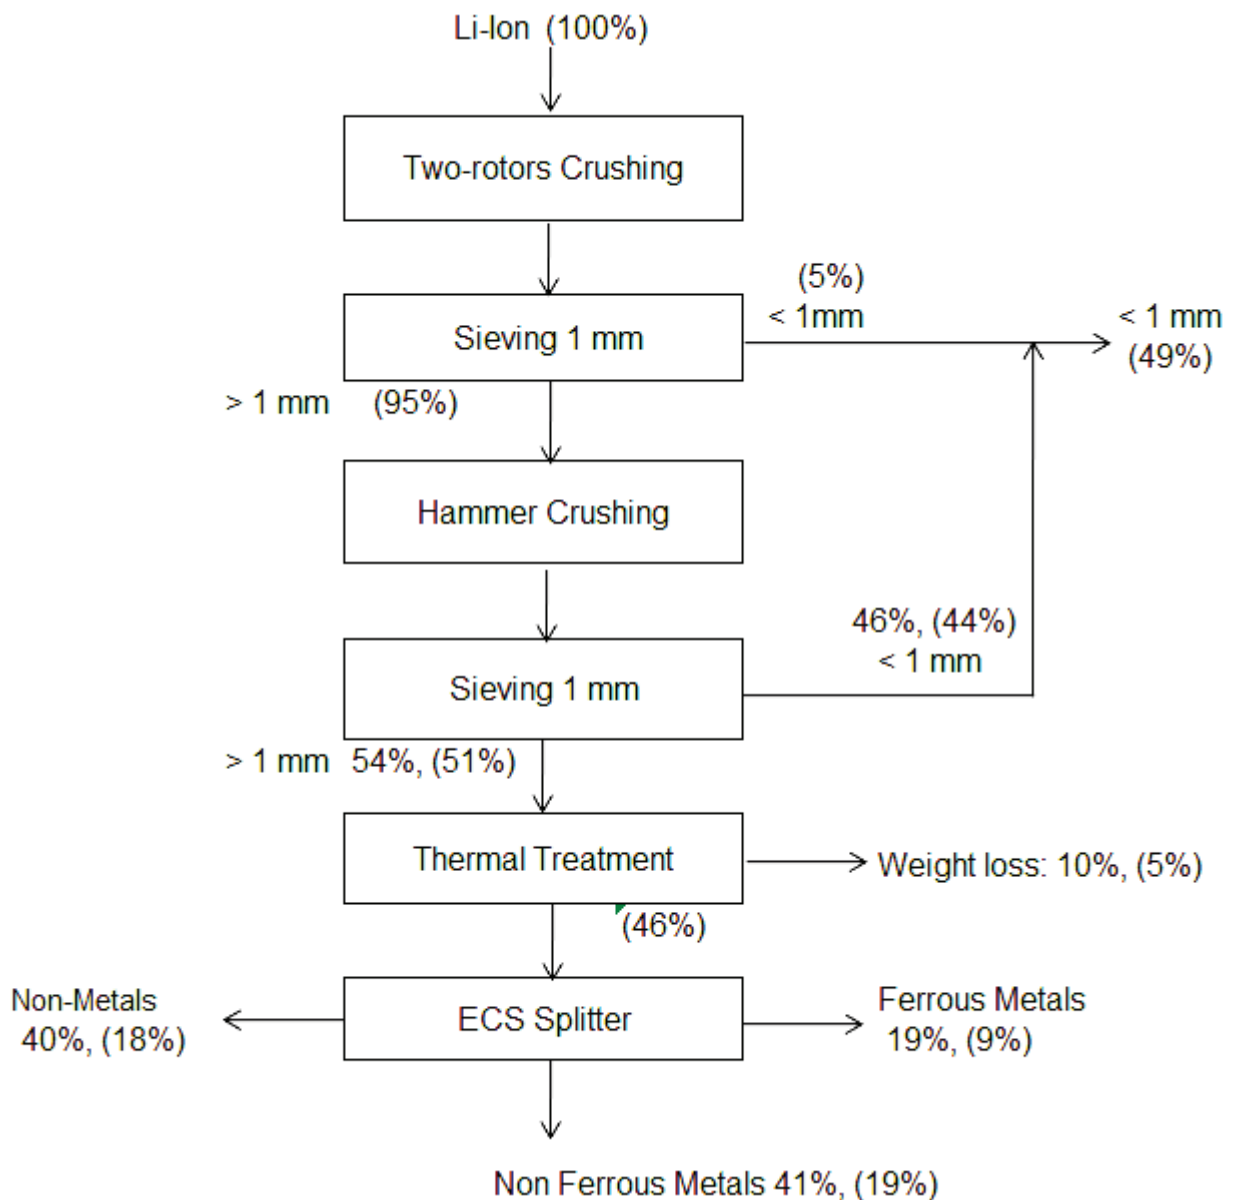 Li-Ion (100%)
Two-rotors Crushing
(5%)
< 1mm
Sieving 1 mm
< 1 mm
(49%)
> 1 mm (95%)
Hammer Crushing
46%, (44%)
< 1 mm
Sieving 1 mm
> 1 mm 54%, (51%)
Thermal Treatment
Weight loss: 10%, (5%)
(46%)
Non-Metals
40%, (18%)
ECS Splitter
Ferrous Metals
19%, (9%)
Non Ferrous Metals 41%, (19%)